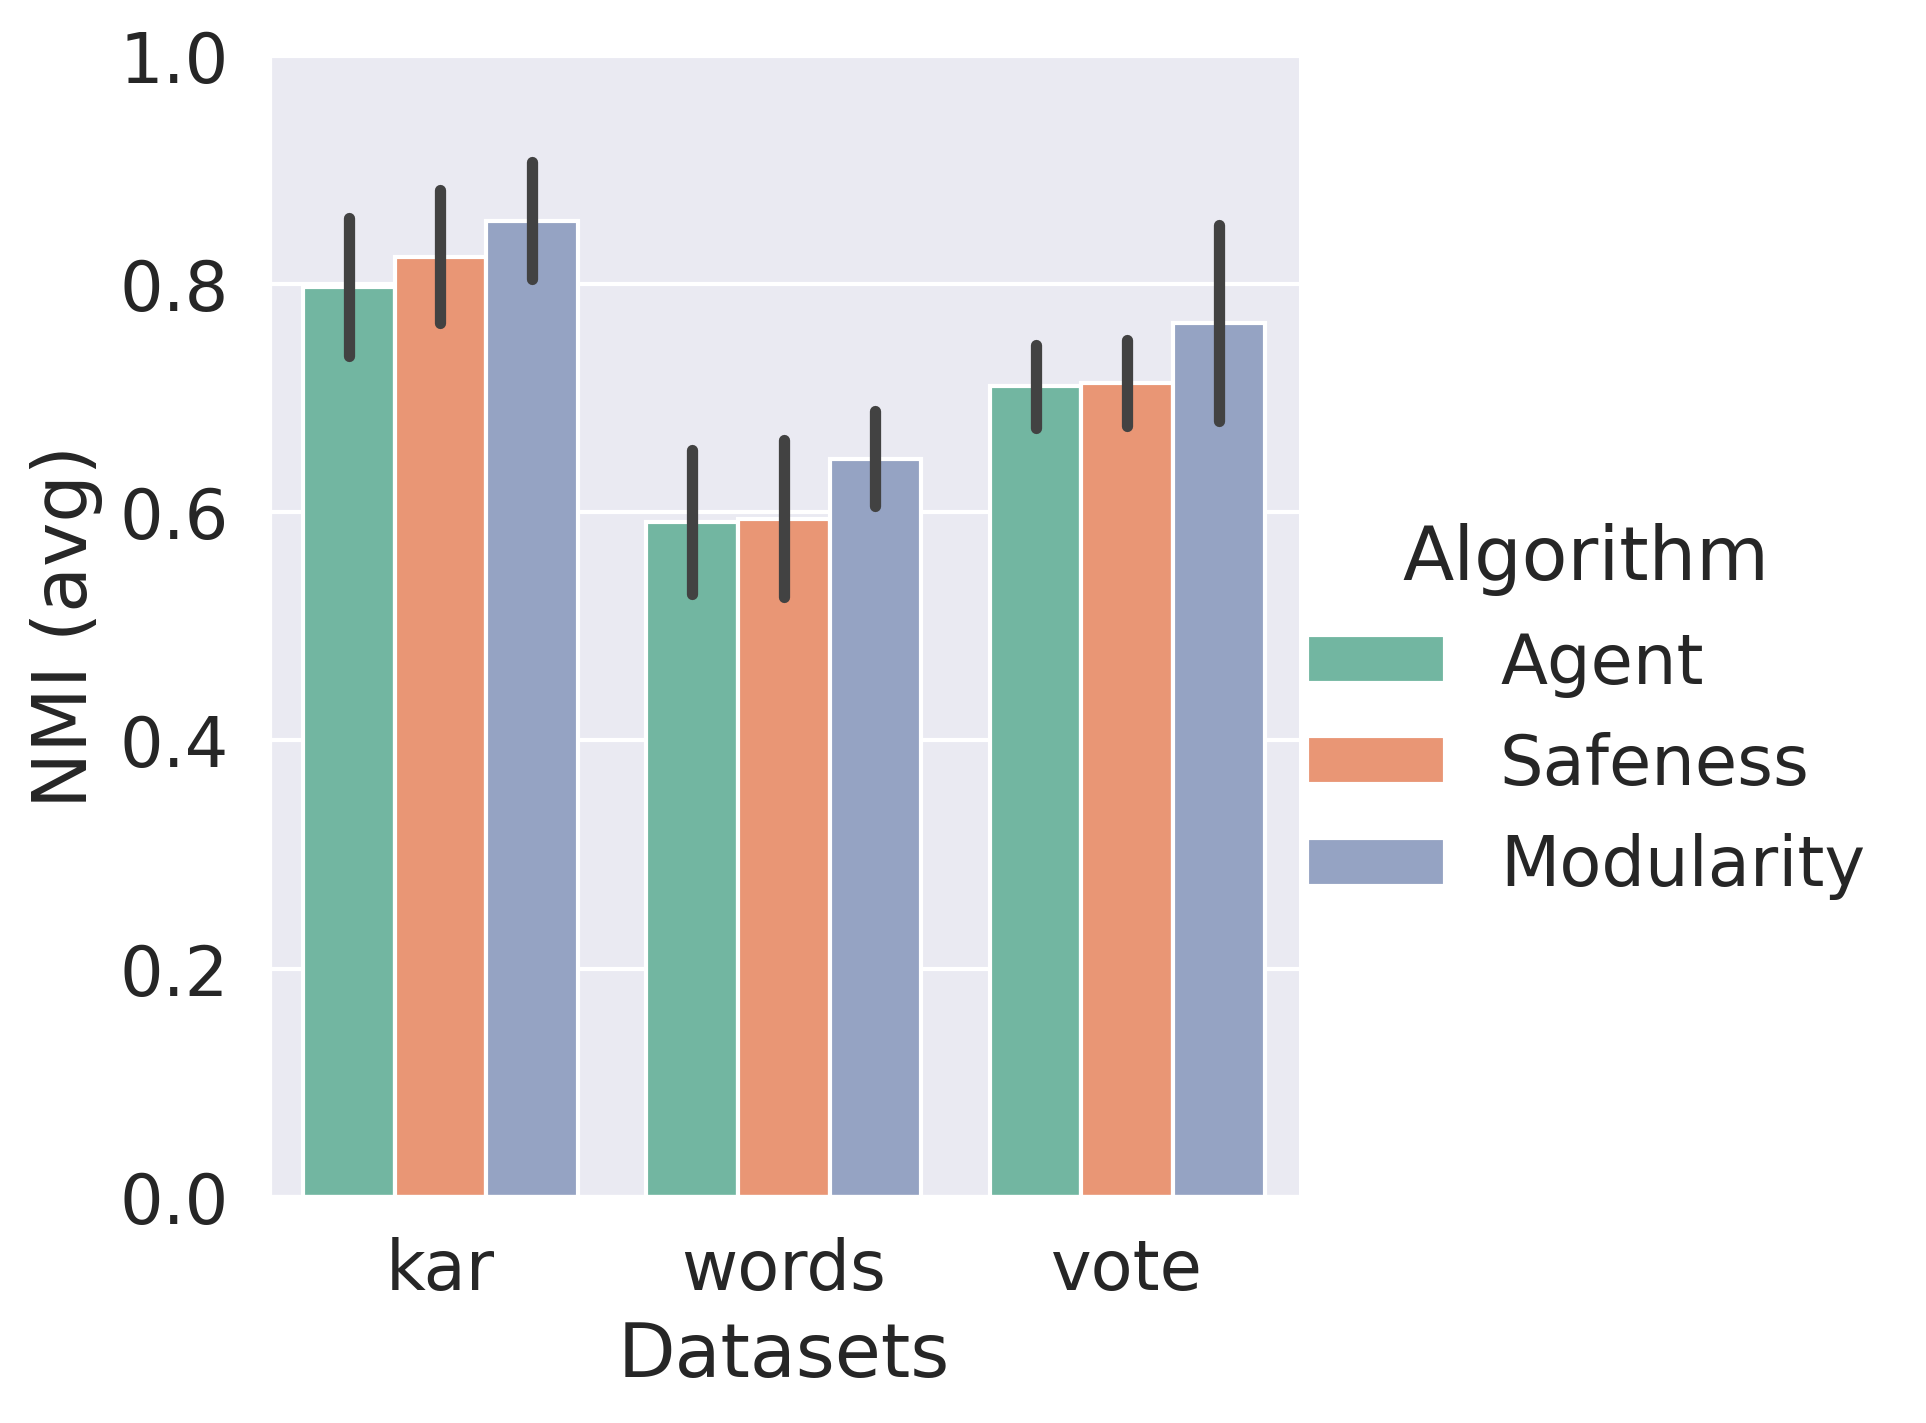 1.0
0.8
0.6
0.4
0.2
0.0
NMI (avg)
kar
words
vote
Datasets
Algorithm
Agent
Safeness
Modularity